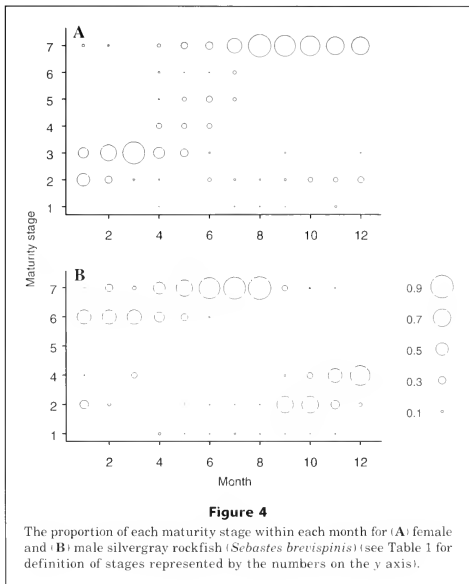 A
7
6
5
4
3
2
1
2 4 6 8 10 12
Maturity stage
B
7
6
4
2
1
2 4 6 8 10 12
Month
0.9
0.7
0.5
0.3
0.1
Figure 4
The proportion of each maturity stage within each month for (A) female
and (B) male silvergray rockfish (Sebastes brevispinis) (see Table 1 for
definition of stages represented by the numbers on the y axis).